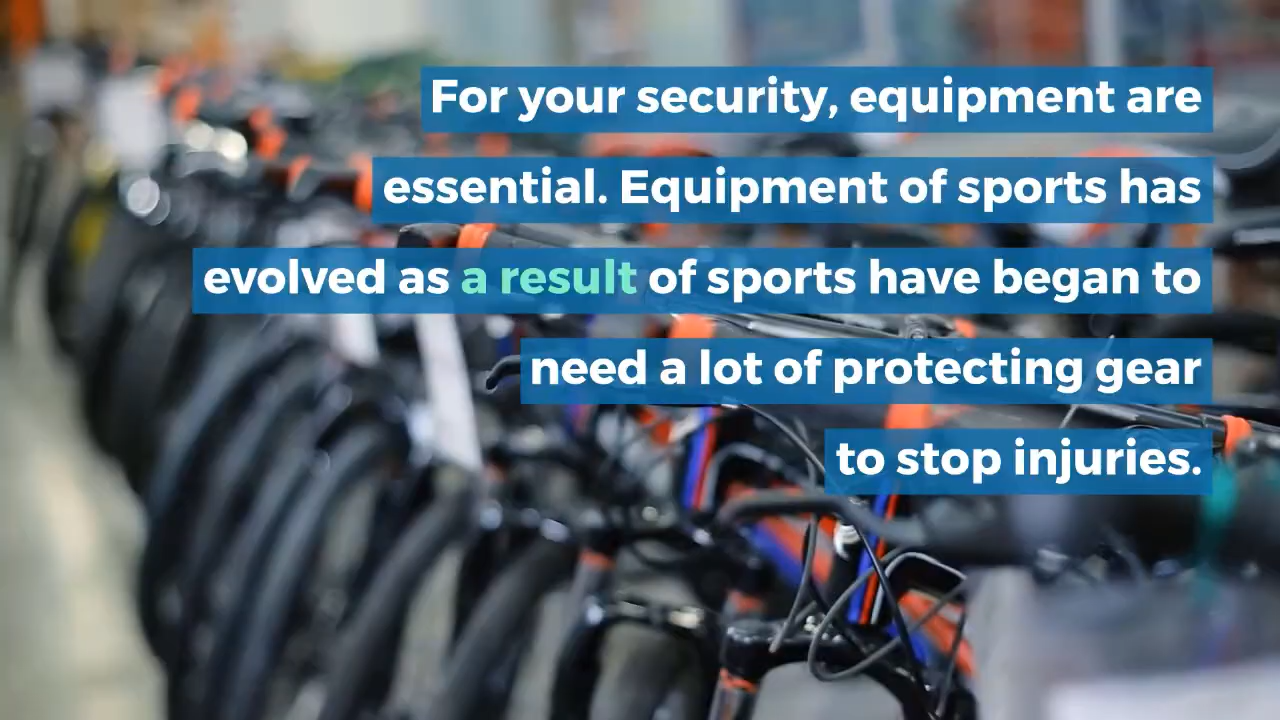 For your security, equipment are
essential. Equipment of sports has
evolved as a result of sports have began to
need a lot of protecting gear
to stop injuries.